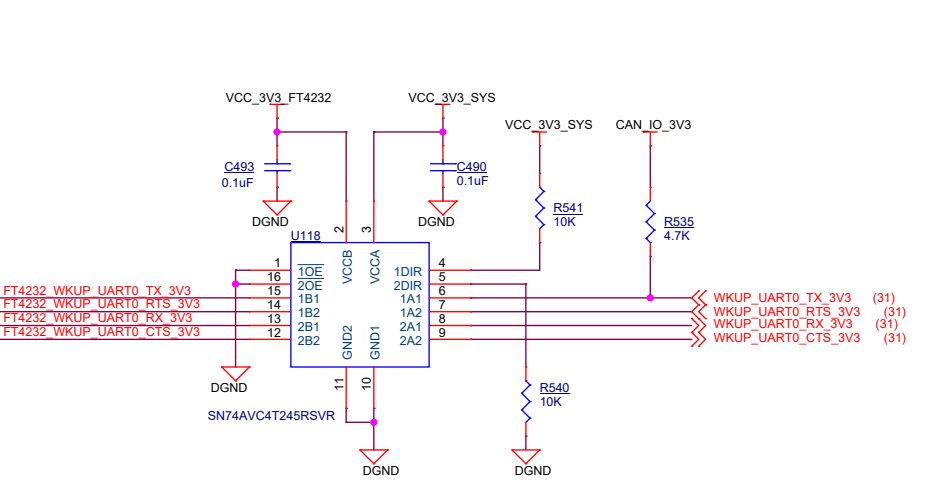 VCC_3V3_FT4232
VCC_3V3_SYS
VCC_3V3_SYS
CAN_IO_3V3
C493
0.1uF
C490
0.1uF
R541
10K
R535
4.7K
DGND
DGND
U118
2
3
VCCB
VCCA
1
16
15
14
13
12
1OE
2OE
1B1
1B2
2B1
2B2
1DIR
2DIR
1A1
1A2
2A1
2A2
4
5
6
7
8
9
FT4232_WKUP_UART0_TX_3V3
FT4232_WKUP_UART0_RTS_3V3
FT4232_WKUP_UART0_RX_3V3
FT4232_WKUP_UART0_CTS_3V3
WKUP_UART0_TX_3V3 (31)
WKUP_UART0_RTS_3V3 (31)
WKUP_UART0_RX_3V3 (31)
WKUP_UART0_CTS_3V3 (31)
GND2
GND1
11
10
DGND
SN74AVC4T245RSVR
R540
10K
DGND
DGND